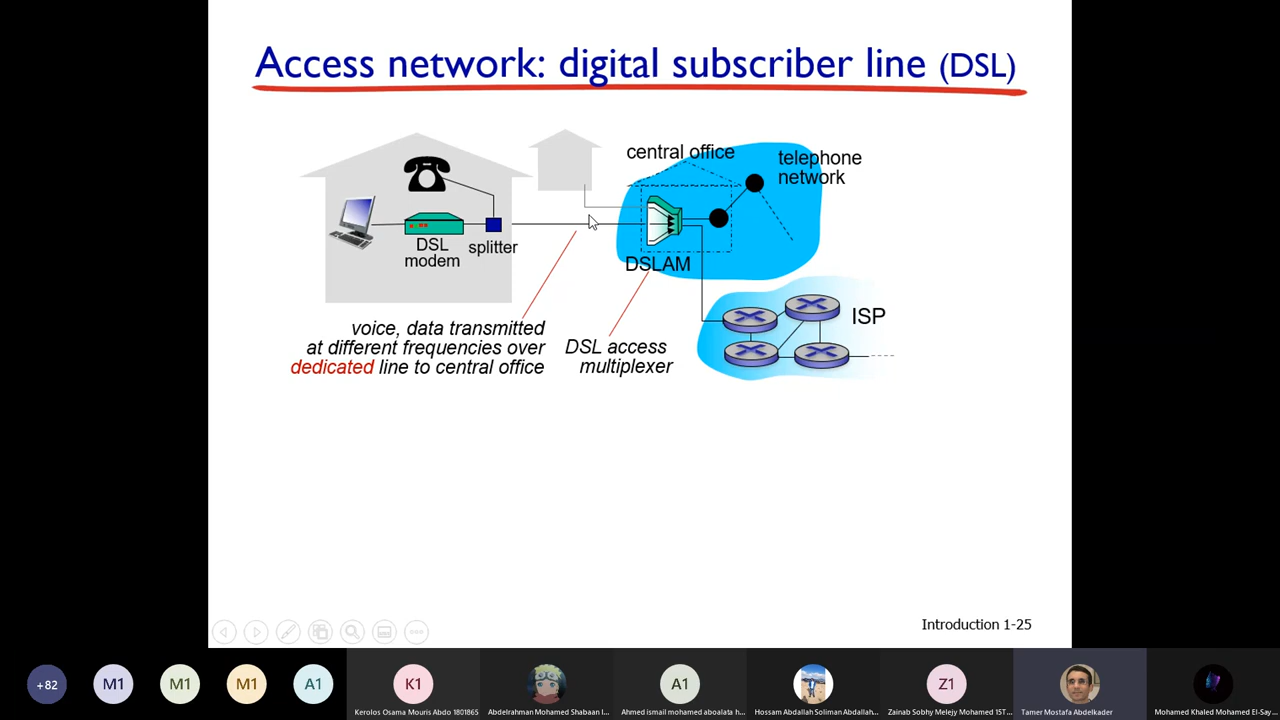 Access network: digital subscriber line (DSL)
central office
telephone
network
DSL
modem
splitter
DSLAM
ISP
voice, data transmitted
at different frequencies over
dedicated line to central office
DSL access
multiplexer
Introduction 1-25
+82
M1
M1
M1
A1
K1
A1
Z1
Kerolos Osama Mouris Abdo 1801865
Abdelrahman Mohamed Shabaan I...
Ahmed ismail mohamed aboalata h...
Hossam Abdallah Soliman Abdallah...
Zainab Sobhy Melejy Mohamed 15T...
Tamer Mostafa Abdelkader
Mohamed Khaled Mohamed El-Say...